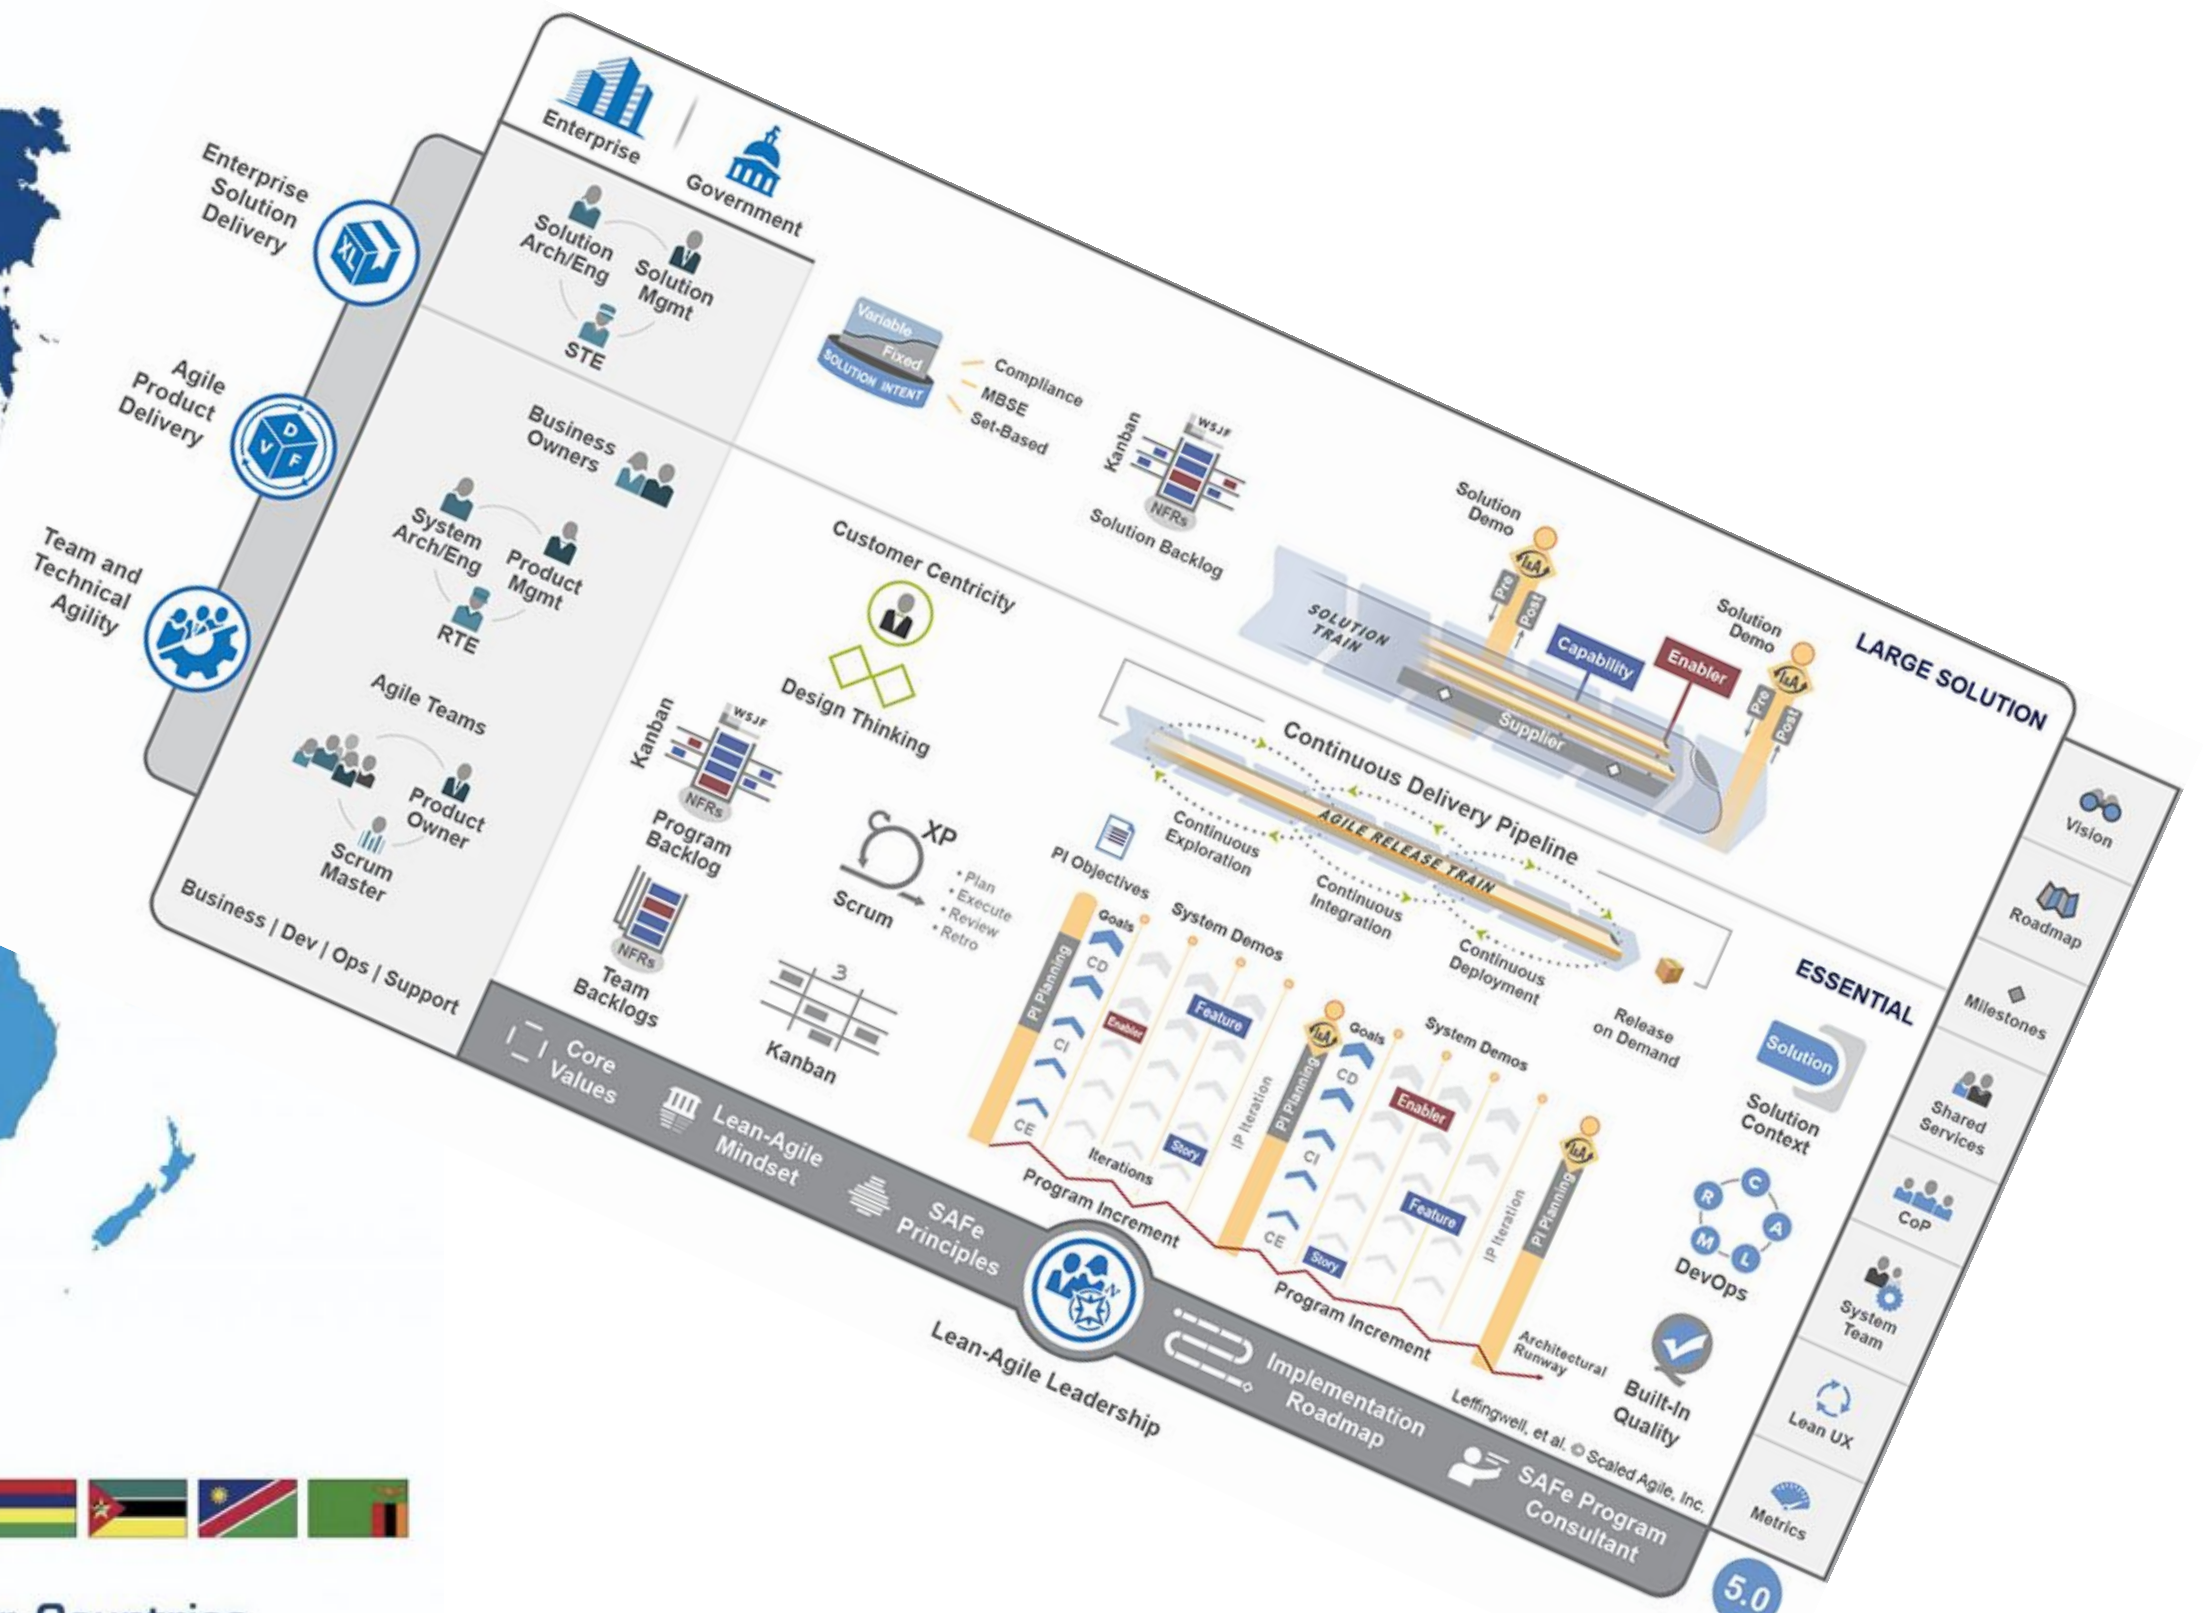 Enterprise
Government
Enterprise
Solution
Delivery
Agile
Product
Delivery
Team and
Technical
Agility
Solution
Arch/Eng
Solution
Mgmt
STE
Business
Owners
System
Arch/Eng
Product
Mgmt
RTE
Agile Teams
Product
Owner
Scrum
Master
Business | Dev | Ops | Support
XL
D
V
F
Variable
Fixed
SOLUTION INTENT
Compliance
MBSE
Set-Based
Kanban
WSJF
NFRs
Solution Backlog
Solution
Demo
I&A
Pre
Post
SOLUTION
TRAIN
Capability
Enabler
Supplier
Solution
Demo
I&A
Pre
Post
LARGE SOLUTION
Customer Centricity
Design Thinking
Kanban
WSJF
NFRs
Program
Backlog
NFRs
Team
Backlogs
XP
Scrum
• Plan
• Execute
• Review
• Retro
3
Kanban
Continuous Delivery Pipeline
AGILE RELEASE TRAIN
Continuous
Exploration
Continuous
Integration
Continuous
Deployment
Release
on Demand
PI Objectives
PI Planning
Goals
System Demos
CD
CI
CE
Enabler
Feature
Story
Iterations
IP Iteration
Program Increment
I&A
PI Planning
Goals
System Demos
CD
CI
CE
Enabler
Feature
Story
IP Iteration
Program Increment
I&A
PI Planning
Architectural
Runway
ESSENTIAL
Solution
Solution
Context
C
A
L
M
R
DevOps
Built-In
Quality
Leffingwell, et al. © Scaled Agile, Inc.
Vision
Roadmap
Milestones
Shared
Services
CoP
System
Team
Lean UX
Metrics
Core
Values
Lean-Agile
Mindset
SAFe
Principles
N
Lean-Agile Leadership
Implementation
Roadmap
SAFe Program
Consultant
5.0
Countries